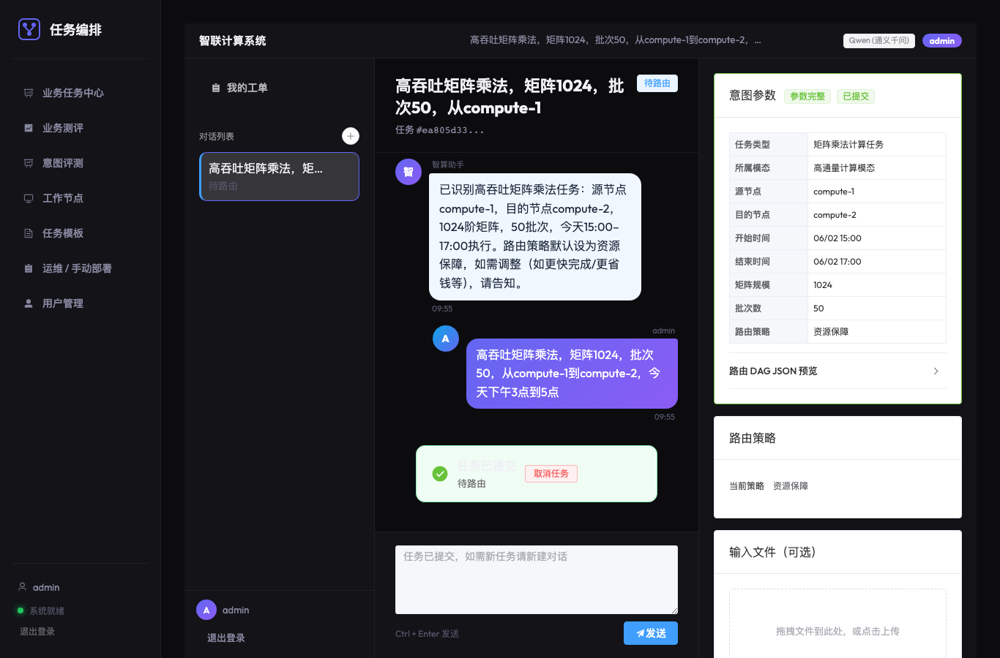 任务编排
业务任务中心
业务测评
意图评测
工作节点
任务模板
运维 / 手动部署
用户管理
admin
系统就绪
退出登录
智联计算系统
高吞吐矩阵乘法，矩阵1024，批次50，从compute-1到compute-2，...
Qwen (通义千问)
admin
我的工单
对话列表
高吞吐矩阵乘法，矩...
待路由
A
admin
退出登录
高吞吐矩阵乘法，矩阵1024，批
次50，从compute-1
待路由
任务 #ea805d33...
智
智算助手
已识别高吞吐矩阵乘法任务：源节点
compute-1，目的节点compute-2，
1024阶矩阵，50批次，今天15:00-
17:00执行。路由策略默认设为资源
保障，如需调整（如更快完成/更省
钱等），请告知。
09:55
A
admin
高吞吐矩阵乘法，矩阵1024，批次
50，从compute-1到compute-2，今
天下午3点到5点
09:55
任务已提交
待路由
取消任务
任务已提交，如需新任务请新建对话
Ctrl + Enter 发送
发送
意图参数
参数完整
已提交
任务类型 矩阵乘法计算任务
所属模态 高通量计算模态
源节点 compute-1
目的节点 compute-2
开始时间 06/02 15:00
结束时间 06/02 17:00
矩阵规模 1024
批次数 50
路由策略 资源保障
路由 DAG JSON 预览
路由策略
当前策略 资源保障
输入文件（可选）
拖拽文件到此处，或点击上传